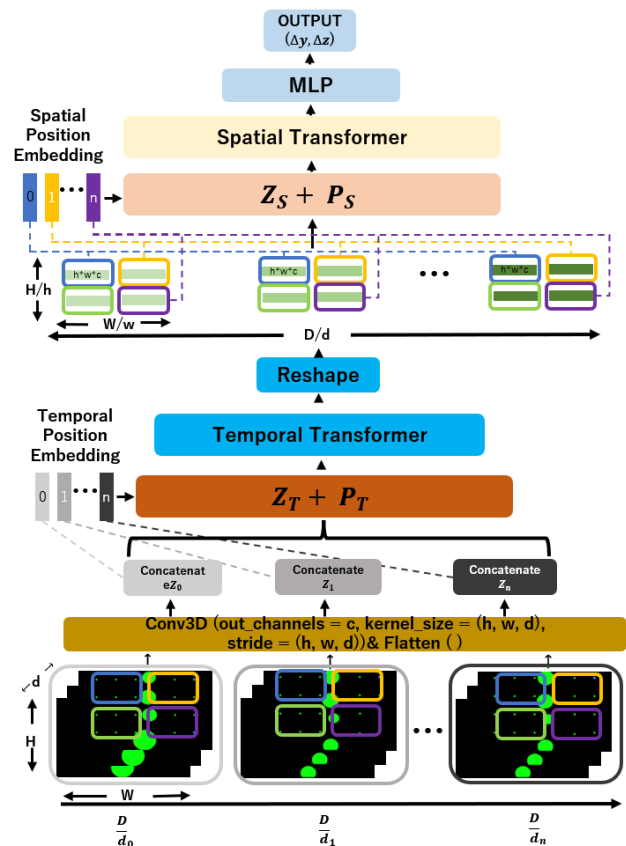 OUTPUT
(Δy, Δz)
MLP
Spatial Transformer
Spatial
Position
Embedding
0 1 ••• n
Z_S + P_S
h*w*c
h*w*c
h*w*c
•••
H/h
W/w
D/d
Reshape
Temporal
Position
Embedding
Temporal Transformer
0 1 ••• n
Z_T + P_T
Concatenat
eZ_0
Concatenate
Z_1
Concatenate
Z_n
Conv3D (out_channels = c, kernel_size = (h, w, d),
stride = (h, w, d))& Flatten ( )
d
H
•••
W
D/d_0
D/d_1
D/d_n